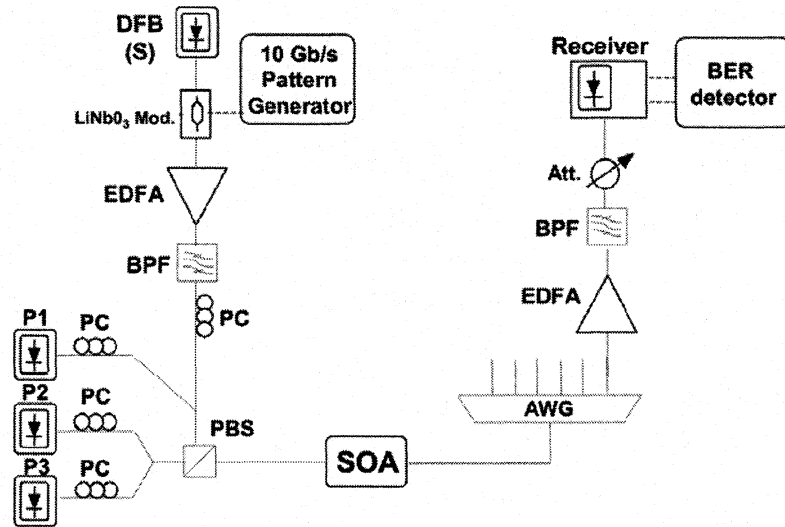 DFB
(S)
10 Gb/s
Pattern
Generator
LiNb0₃ Mod.
EDFA
BPF
PC
P1
PC
P2
PC
P3
PC
PBS
SOA
AWG
EDFA
BPF
Att.
Receiver
BER
detector